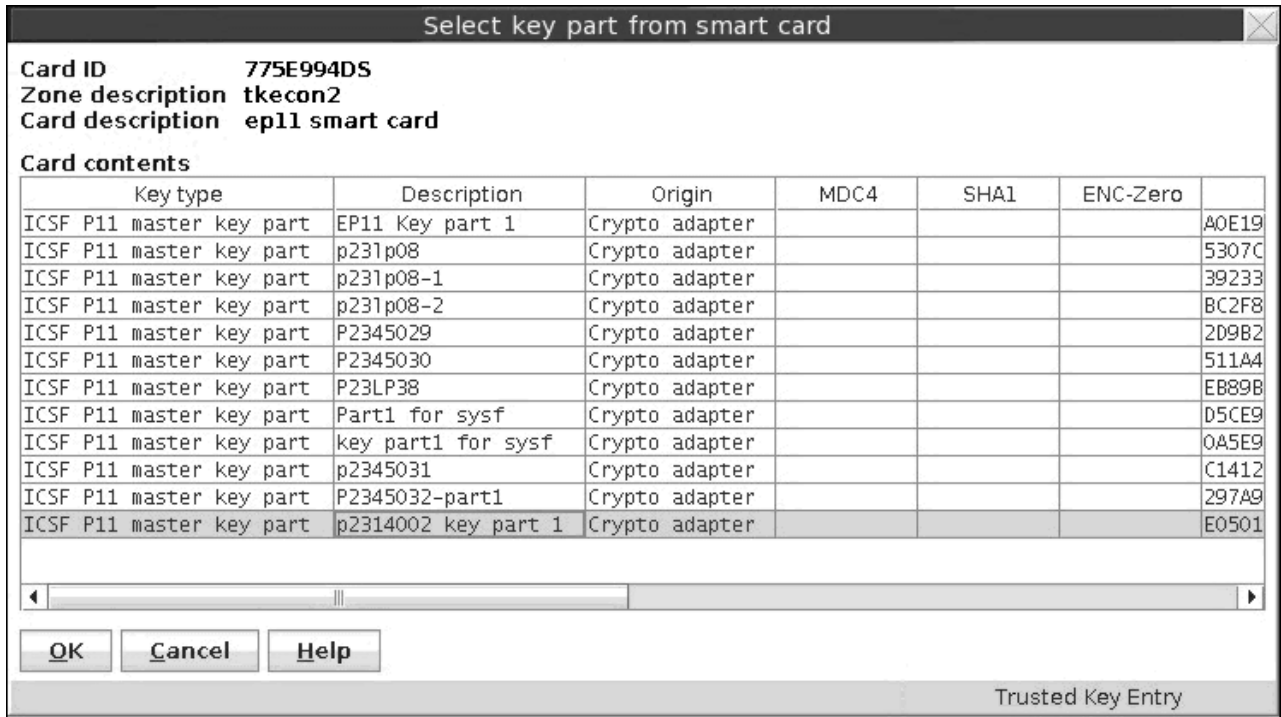 Select key part from smart card
Card ID 775E994DS
Zone description tkecon2
Card description ep11 smart card
Card contents
Key type Description Origin MDC4 SHA1 ENC-Zero
ICSF P11 master key part EP11 Key part 1 Crypto adapter A0E19
ICSF P11 master key part p23lp08 Crypto adapter 5307C
ICSF P11 master key part p23lp08-1 Crypto adapter 39233
ICSF P11 master key part p23lp08-2 Crypto adapter BC2F8
ICSF P11 master key part P2345029 Crypto adapter 2D9B2
ICSF P11 master key part P2345030 Crypto adapter 511A4
ICSF P11 master key part P23LP38 Crypto adapter EB89B
ICSF P11 master key part Part1 for sysf Crypto adapter D5CE9
ICSF P11 master key part key part1 for sysf Crypto adapter 0A5E9
ICSF P11 master key part p2345031 Crypto adapter C1412
ICSF P11 master key part P2345032-part1 Crypto adapter 297A9
ICSF P11 master key part p2314002 key part 1 Crypto adapter E0501
OK Cancel Help
Trusted Key Entry